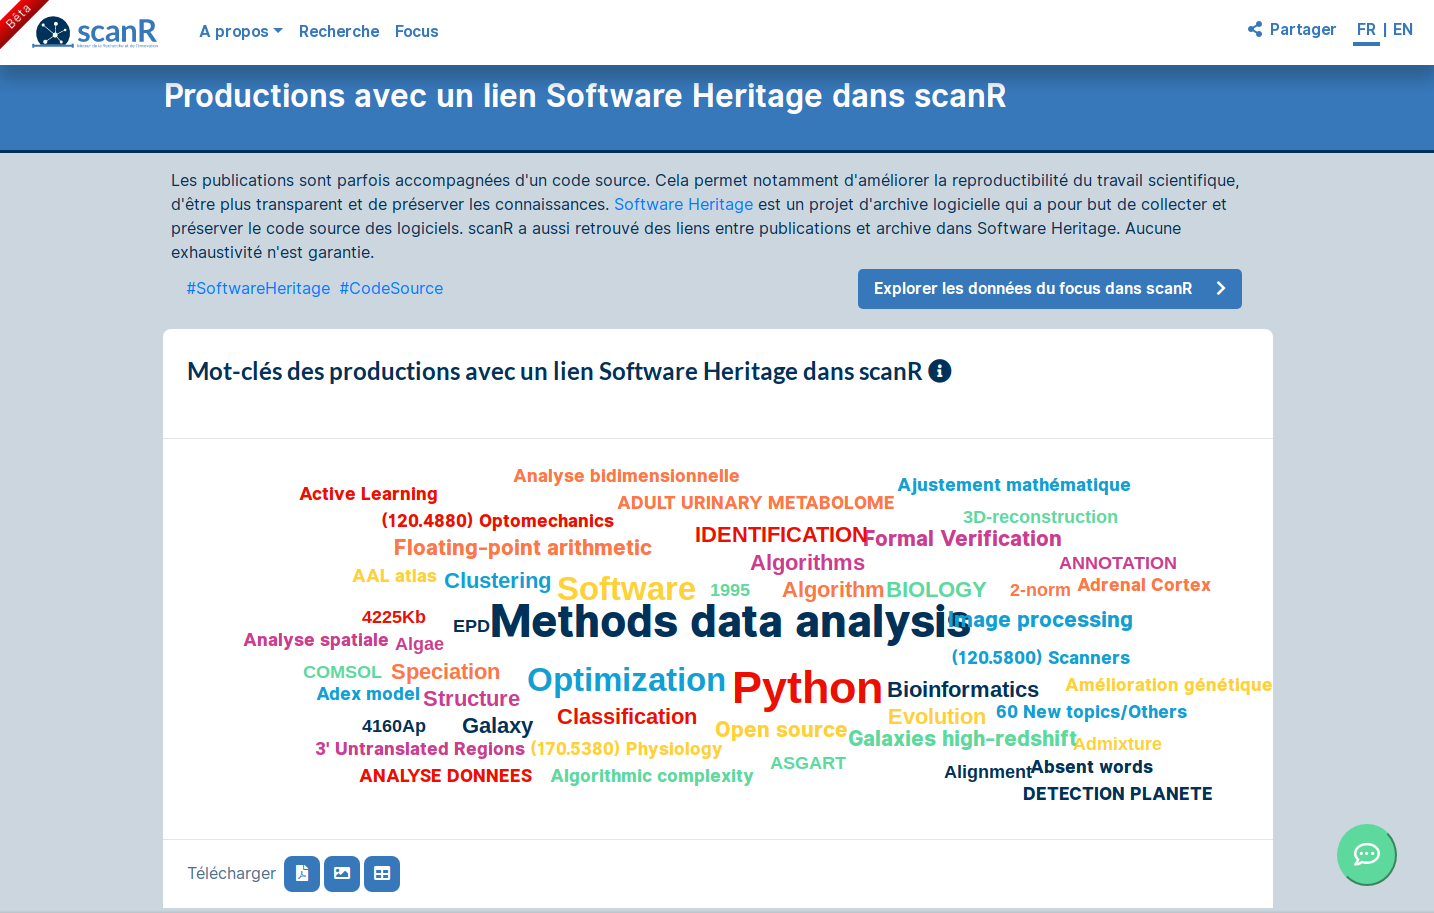 Bêta
scanR
Moteur de la Recherche et de l'Innovation
A propos
Recherche
Focus
Partager
FR | EN
Productions avec un lien Software Heritage dans scanR
Les publications sont parfois accompagnées d'un code source. Cela permet notamment d'améliorer la reproductibilité du travail scientifique,
d'être plus transparent et de préserver les connaissances. Software Heritage est un projet d'archive logicielle qui a pour but de collecter et
préserver le code source des logiciels. scanR a aussi retrouvé des liens entre publications et archive dans Software Heritage. Aucune
exhaustivité n'est garantie.
#SoftwareHeritage #CodeSource
Explorer les données du focus dans scanR
Mot-clés des productions avec un lien Software Heritage dans scanR
Analyse bidimensionnelle
Ajustement mathématique
Active Learning
ADULT URINARY METABOLOME
3D-reconstruction
(120.4880) Optomechanics
IDENTIFICATION
Formal Verification
Floating-point arithmetic
Algorithms
ANNOTATION
AAL atlas
Clustering
Software
1995
Algorithm
BIOLOGY
2-norm
Adrenal Cortex
4225Kb
EPD
Methods data analysis
Image processing
Analyse spatiale
Algae
(120.5800) Scanners
COMSOL
Speciation
Optimization
Python
Bioinformatics
Amélioration génétique
Adex model
Structure
Classification
Evolution
60 New topics/Others
4160Ap
Galaxy
Open source
Galaxies high-redshift
Admixture
3' Untranslated Regions
(170.5380) Physiology
ASGART
Alignment
Absent words
ANALYSE DONNEES
Algorithmic complexity
DETECTION PLANETE
Télécharger